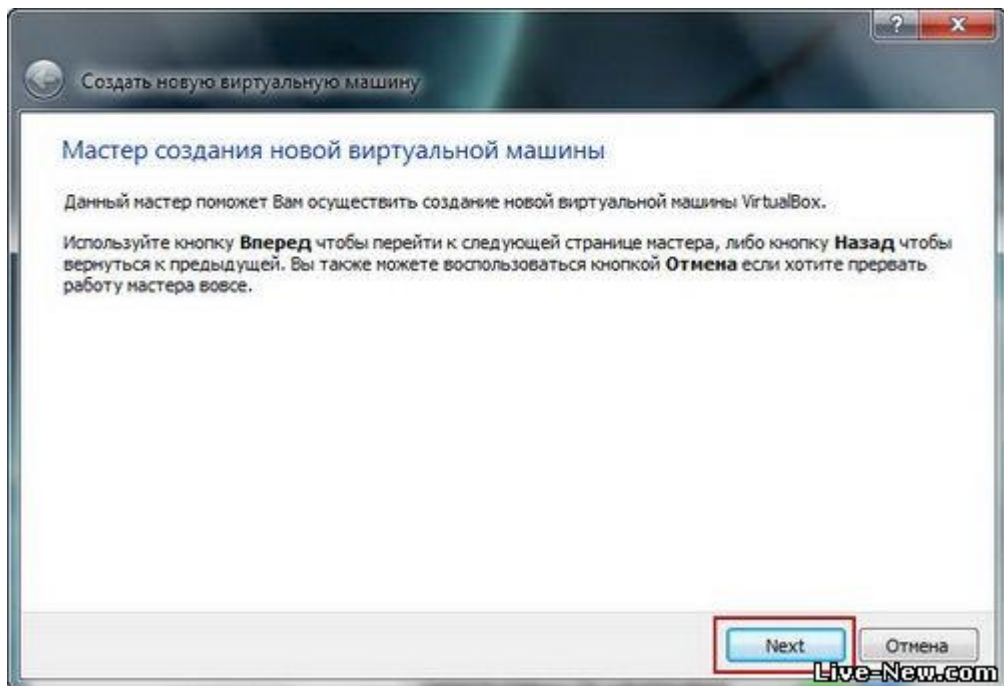 ?
X
Создать новую виртуальную машину
Мастер создания новой виртуальной машины
Данный мастер поможет Вам осуществить создание новой виртуальной машины VirtualBox.
Используйте кнопку Вперед чтобы перейти к следующей странице мастера, либо кнопку Назад чтобы
вернуться к предыдущей. Вы также можете воспользоваться кнопкой Отмена если хотите прервать
работу мастера вовсе.
Next
Отмена
Live-New.com